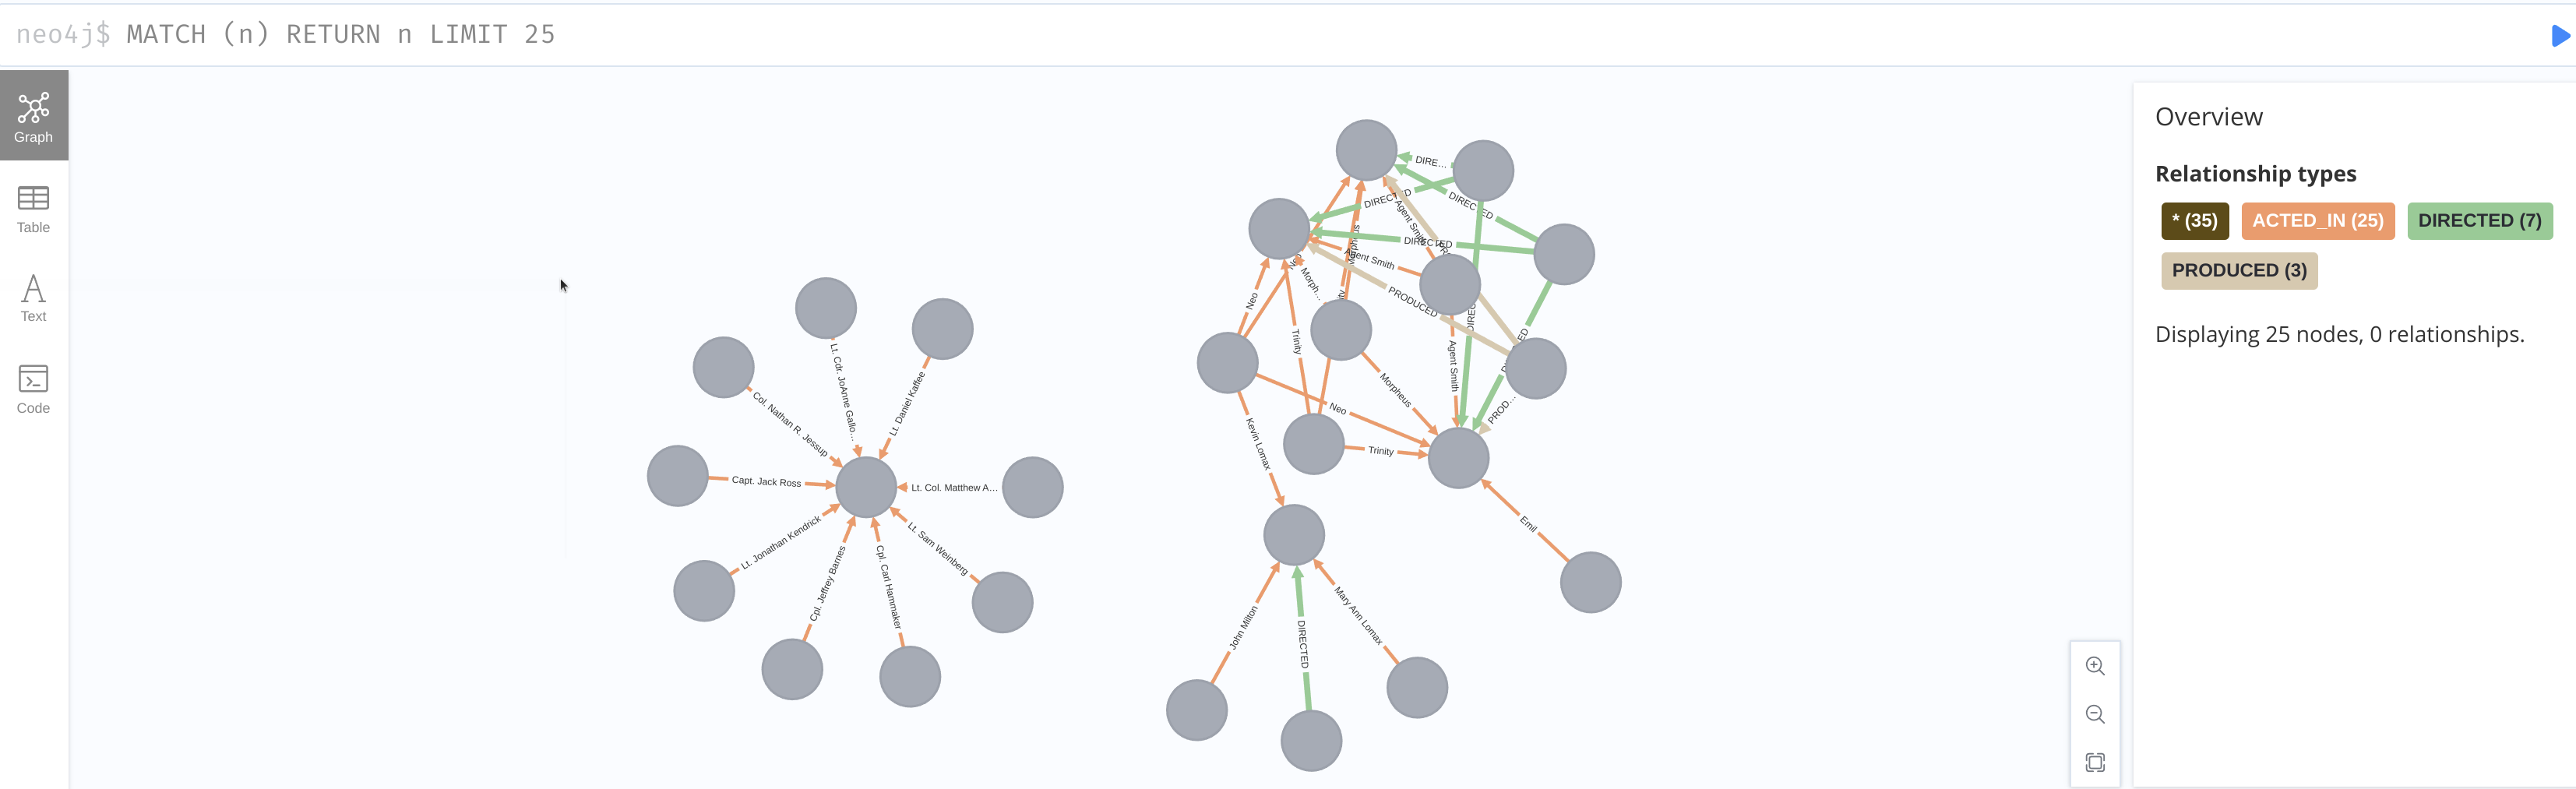 neo4j$ MATCH (n) RETURN n LIMIT 25
Graph
Table
Text
Code
Overview
Relationship types
* (35)
ACTED_IN (25)
DIRECTED (7)
PRODUCED (3)
Displaying 25 nodes, 0 relationships.
Lt. Cdr. JoAnne Gallo...
Lt. Daniel Kaffee
Col. Nathan R. Jessup
Capt. Jack Ross
Lt. Col. Matthew A...
Lt. Jonathan Kendrick
Cpl. Jeffrey Barnes
Cpl. Carl Hammaker
Lt. Sam Weinberg
DIRE...
DIRECTED
DIRECTED
DIRECTED
Agent Smith
Agent Smith
Morpheus
Morph...
Neo
PRODUCED
Trinity
Agent Smith
Morpheus
Neo
Trinity
PROD...
Kevin Lomax
Emil
John Milton
DIRECTED
Mary Ann Lomax